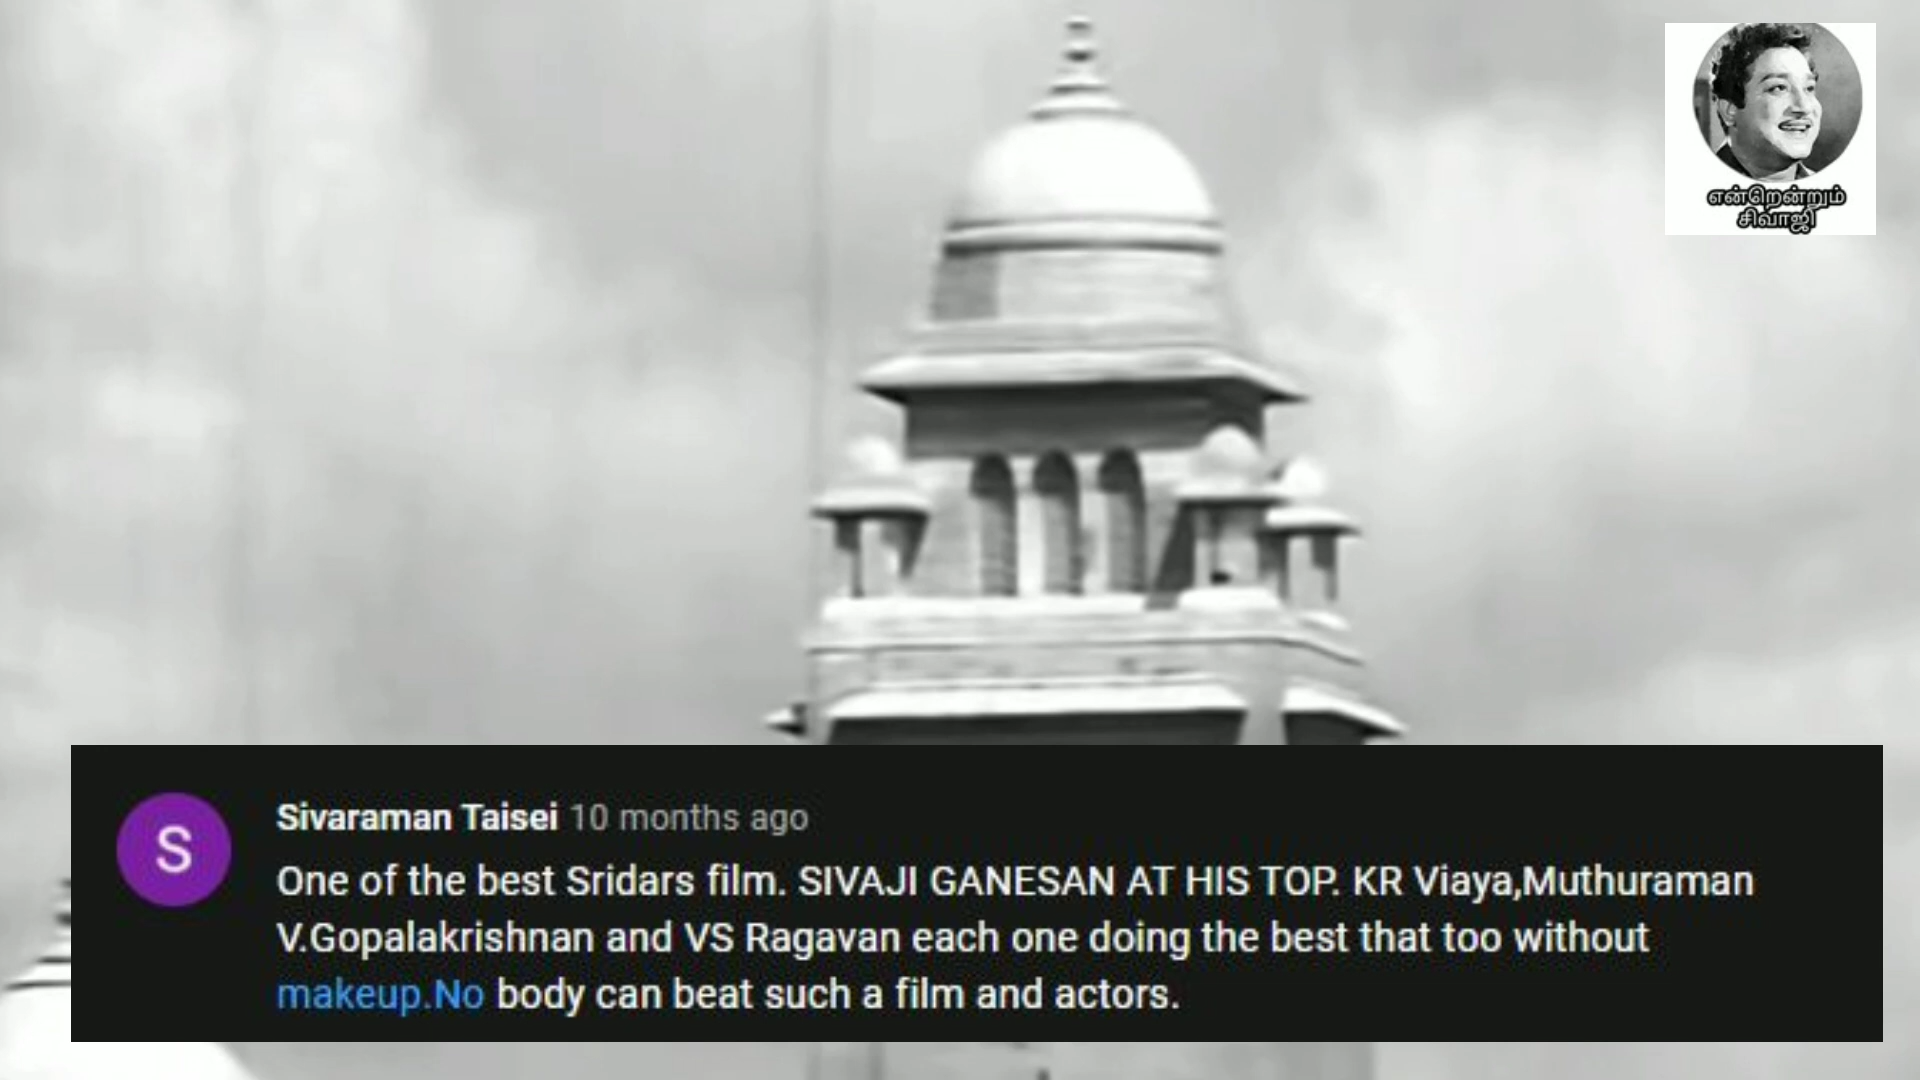 என்றென்றும்
சிவாஜி
S
Sivaraman Taisei 10 months ago
One of the best Sridars film. SIVAJI GANESAN AT HIS TOP. KR Viaya,Muthuraman
V.Gopalakrishnan and VS Ragavan each one doing the best that too without
makeup.No body can beat such a film and actors.